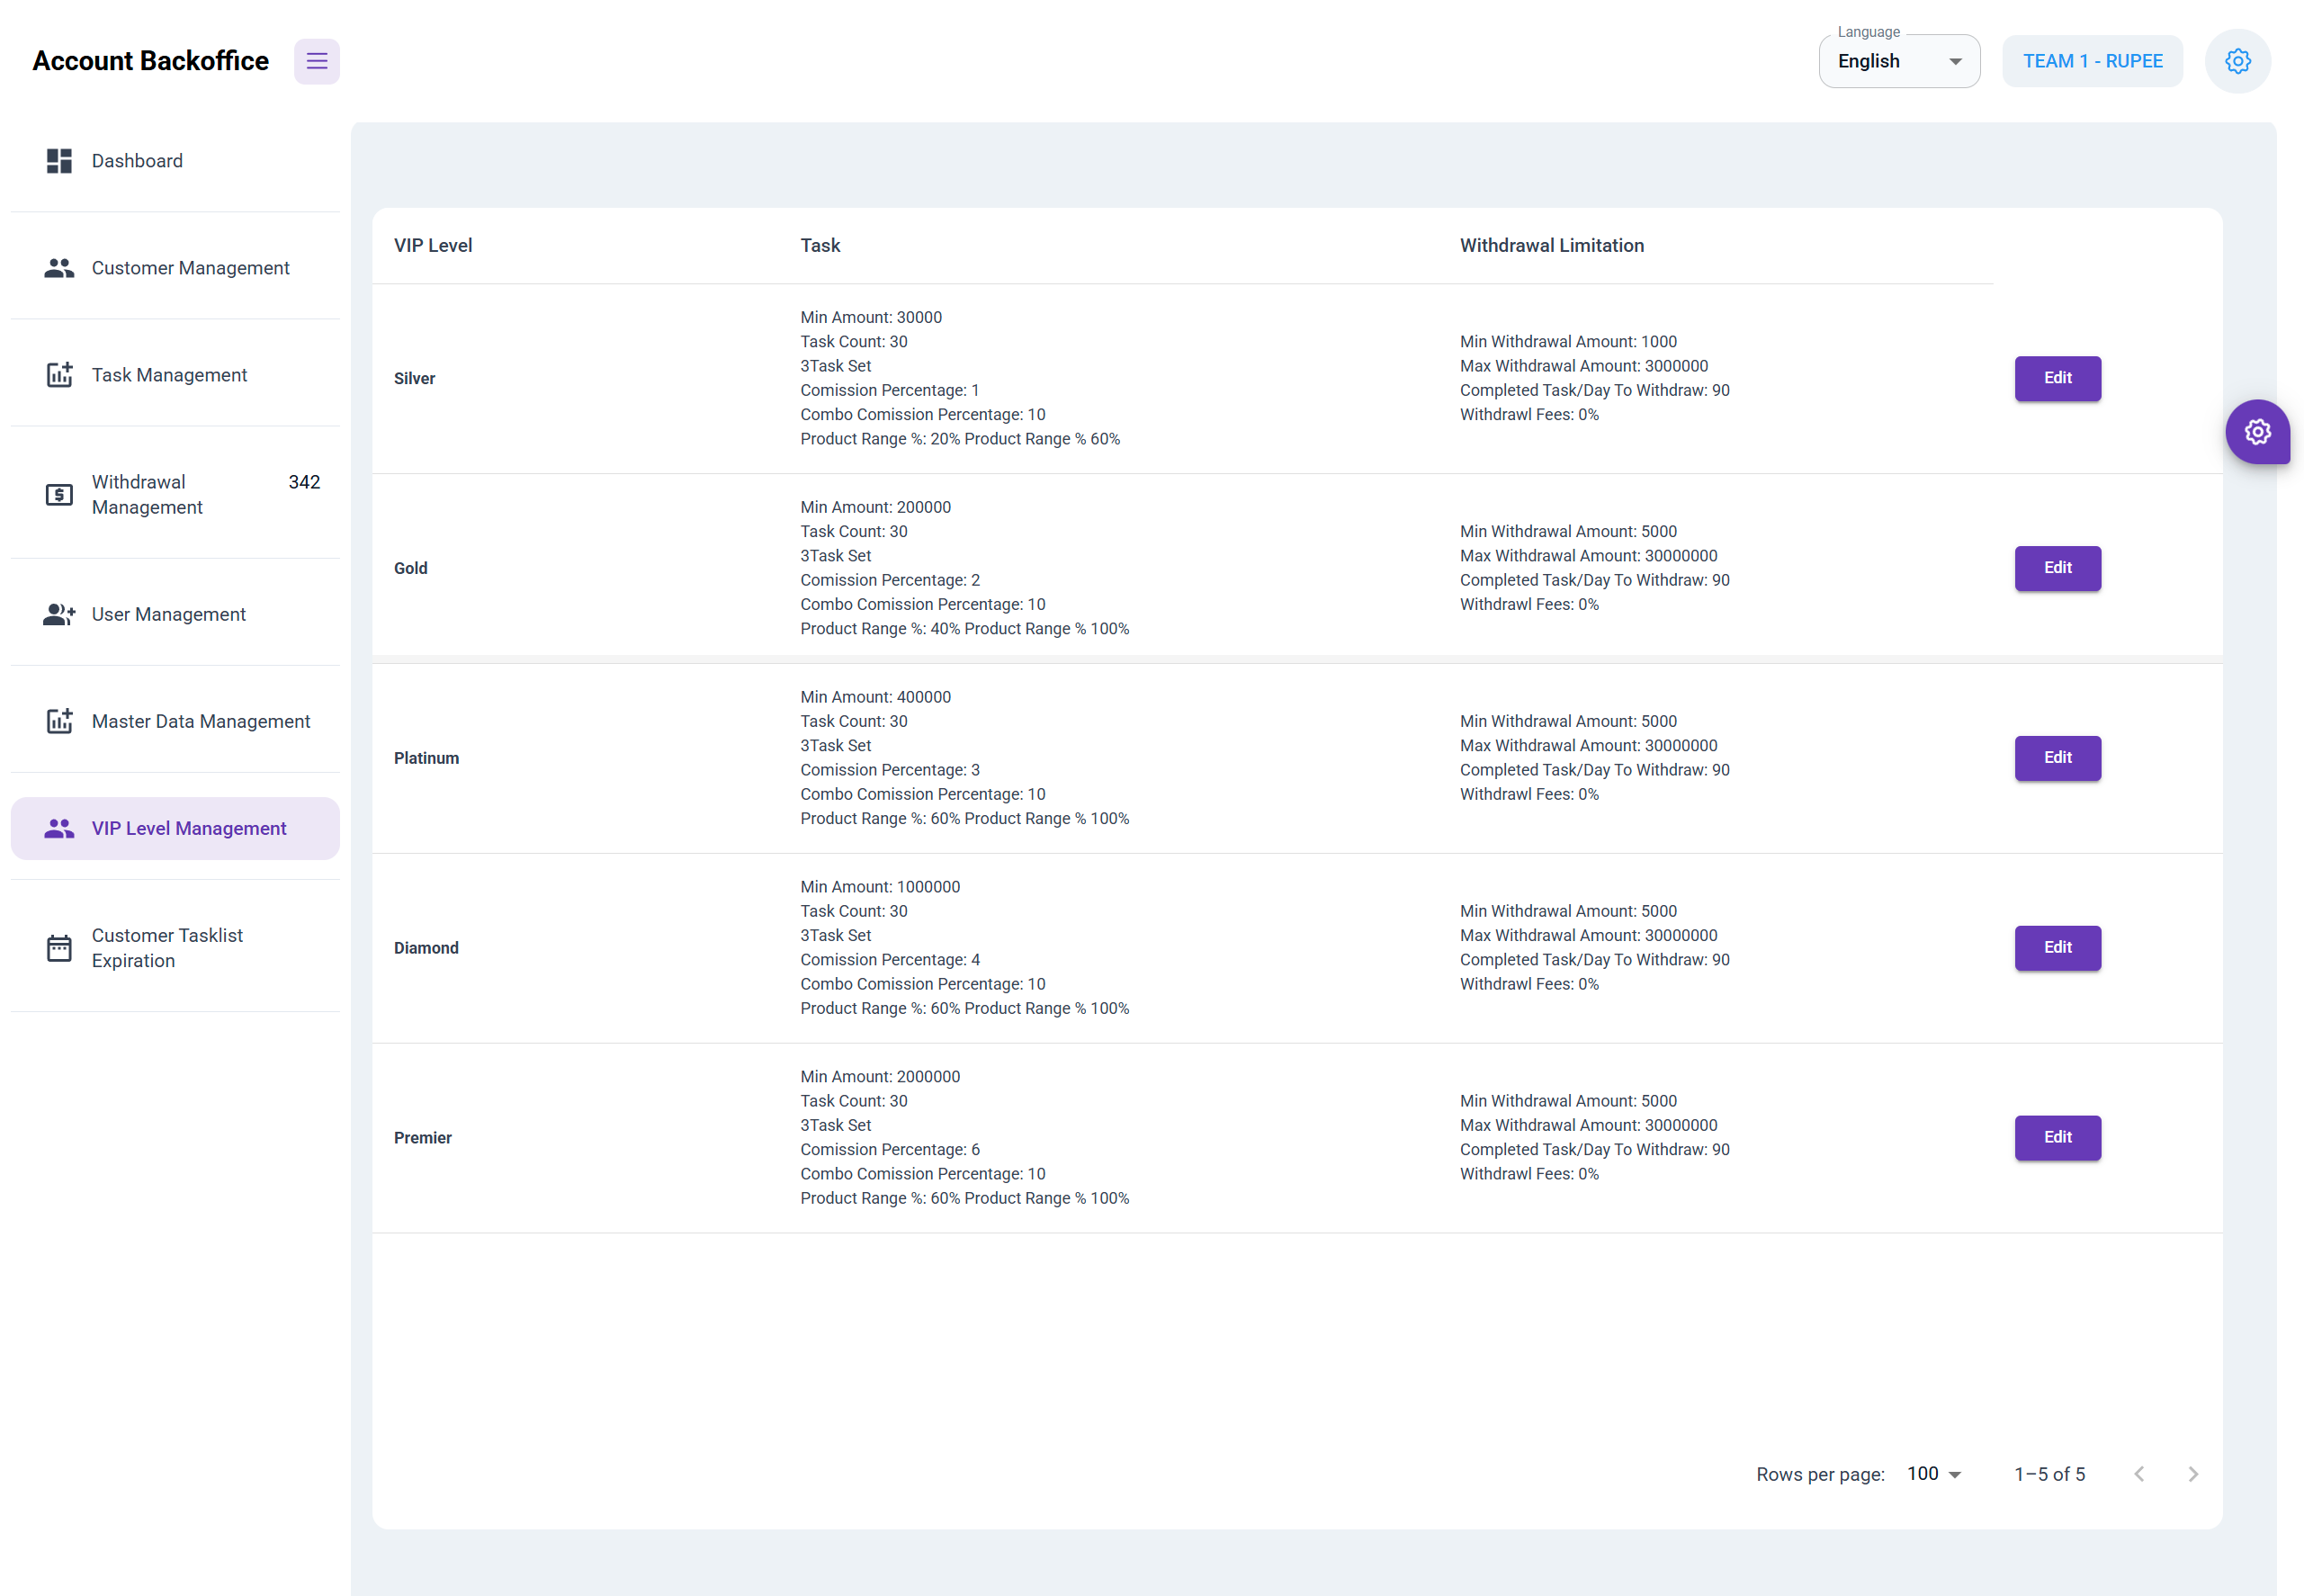 Account Backoffice
Language
English
TEAM 1 - RUPEE
Dashboard
Customer Management
Task Management
Withdrawal
Management
342
User Management
Master Data Management
VIP Level Management
Customer Tasklist
Expiration
VIP Level
Task
Withdrawal Limitation
Silver
Min Amount: 30000
Task Count: 30
3Task Set
Comission Percentage: 1
Combo Comission Percentage: 10
Product Range %: 20% Product Range % 60%
Min Withdrawal Amount: 1000
Max Withdrawal Amount: 3000000
Completed Task/Day To Withdraw: 90
Withdrawl Fees: 0%
Edit
Gold
Min Amount: 200000
Task Count: 30
3Task Set
Comission Percentage: 2
Combo Comission Percentage: 10
Product Range %: 40% Product Range % 100%
Min Withdrawal Amount: 5000
Max Withdrawal Amount: 30000000
Completed Task/Day To Withdraw: 90
Withdrawl Fees: 0%
Edit
Platinum
Min Amount: 400000
Task Count: 30
3Task Set
Comission Percentage: 3
Combo Comission Percentage: 10
Product Range %: 60% Product Range % 100%
Min Withdrawal Amount: 5000
Max Withdrawal Amount: 30000000
Completed Task/Day To Withdraw: 90
Withdrawl Fees: 0%
Edit
Diamond
Min Amount: 1000000
Task Count: 30
3Task Set
Comission Percentage: 4
Combo Comission Percentage: 10
Product Range %: 60% Product Range % 100%
Min Withdrawal Amount: 5000
Max Withdrawal Amount: 30000000
Completed Task/Day To Withdraw: 90
Withdrawl Fees: 0%
Edit
Premier
Min Amount: 2000000
Task Count: 30
3Task Set
Comission Percentage: 6
Combo Comission Percentage: 10
Product Range %: 60% Product Range % 100%
Min Withdrawal Amount: 5000
Max Withdrawal Amount: 30000000
Completed Task/Day To Withdraw: 90
Withdrawl Fees: 0%
Edit
Rows per page:
100
1–5 of 5